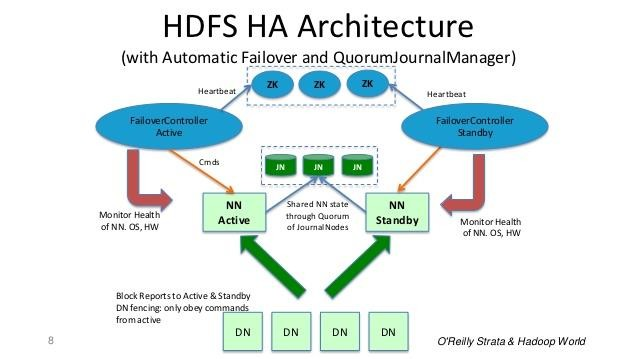 HDFS HA Architecture
(with Automatic Failover and QuorumJournalManager)
ZK
ZK
ZK
Heartbeat
Heartbeat
FailoverController
Active
FailoverController
Standby
Cmds
JN
JN
JN
NN
Active
Shared NN state
through Quorum
of JournalNodes
NN
Standby
Monitor Health
of NN. OS, HW
Monitor Health
of NN. OS, HW
Block Reports to Active & Standby
DN fencing: only obey commands
from active
DN
DN
DN
DN
8
O'Reilly Strata & Hadoop World